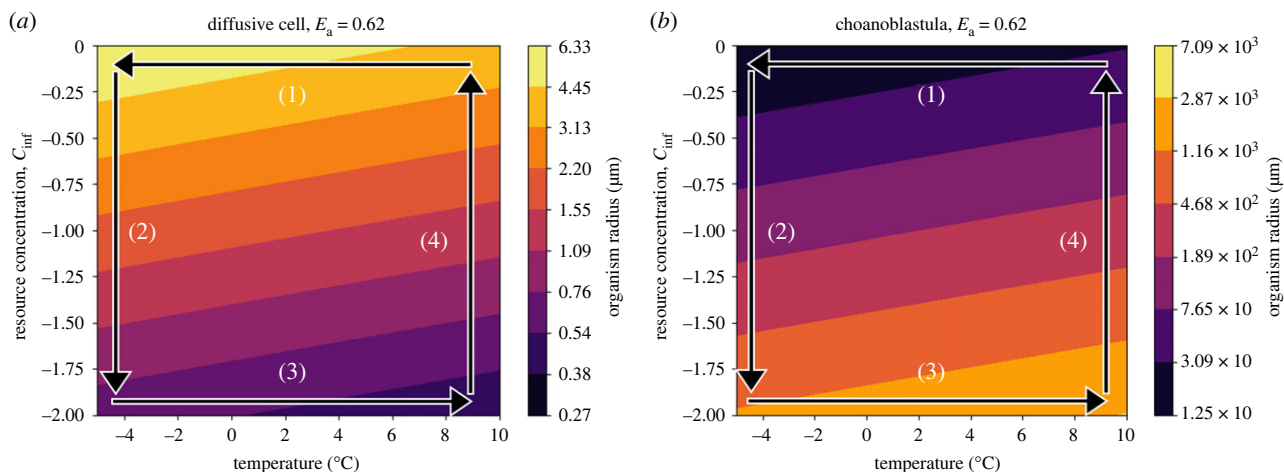 (a)
diffusive cell, Eₐ = 0.62
resource concentration, C_inf
0
–0.25
–0.50
–0.75
–1.00
–1.25
–1.50
–1.75
–2.00
(1)
(2)
(4)
(3)
–4
–2
0
2
4
6
8
10
temperature (°C)
6.33
4.45
3.13
2.20
1.55
1.09
0.76
0.54
0.38
0.27
organism radius (µm)
(b)
choanoblastula, Eₐ = 0.62
resource concentration, C_inf
0
–0.25
–0.50
–0.75
–1.00
–1.25
–1.50
–1.75
–2.00
(1)
(2)
(4)
(3)
–4
–2
0
2
4
6
8
10
temperature (°C)
7.09 × 10³
2.87 × 10³
1.16 × 10³
4.68 × 10²
1.89 × 10²
7.65 × 10
3.09 × 10
1.25 × 10
organism radius (µm)